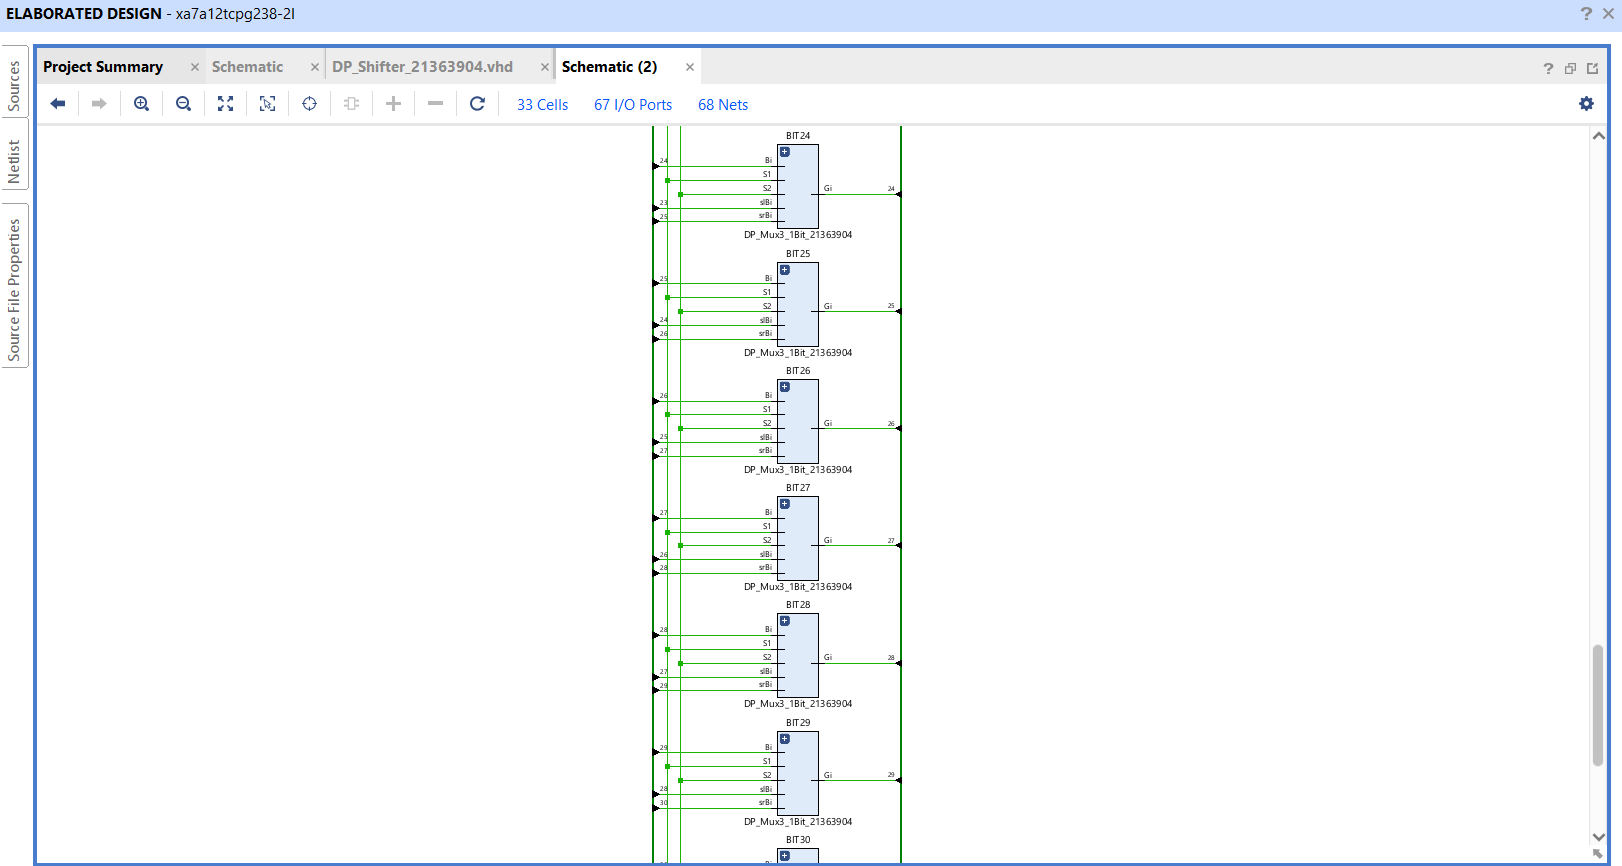 ELABORATED DESIGN - xa7a12tcpg238-2I
Sources
Netlist
Source File Properties
Project Summary
Schematic
DP_Shifter_21363904.vhd
Schematic (2)
33 Cells
67 I/O Ports
68 Nets
BIT24
24 Bi
S1
S2 Gi 24
23 slBi
25 srBi
DP_Mux3_1Bit_21363904
BIT25
25 Bi
S1
S2 Gi 25
24 slBi
26 srBi
DP_Mux3_1Bit_21363904
BIT26
26 Bi
S1
S2 Gi 26
25 slBi
27 srBi
DP_Mux3_1Bit_21363904
BIT27
27 Bi
S1
S2 Gi 27
26 slBi
28 srBi
DP_Mux3_1Bit_21363904
BIT28
28 Bi
S1
S2 Gi 28
27 slBi
29 srBi
DP_Mux3_1Bit_21363904
BIT29
29 Bi
S1
S2 Gi 29
28 slBi
30 srBi
DP_Mux3_1Bit_21363904
BIT30